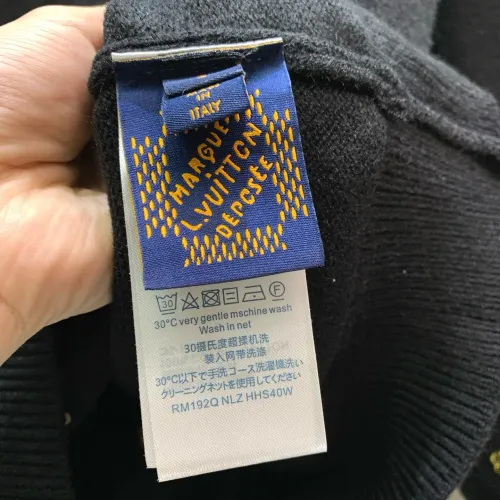 IN
ITALY
MARQUE
L.VUITTON
DEPOSÉE
30
F
30°C very gentle mschine wash
Wash in net
30摄氏度超揉机洗
装入网带洗涤
30°C以下で手洗コース洗濯機洗い
クリーニングネットを使用してください
RM192Q NLZ HHS40W